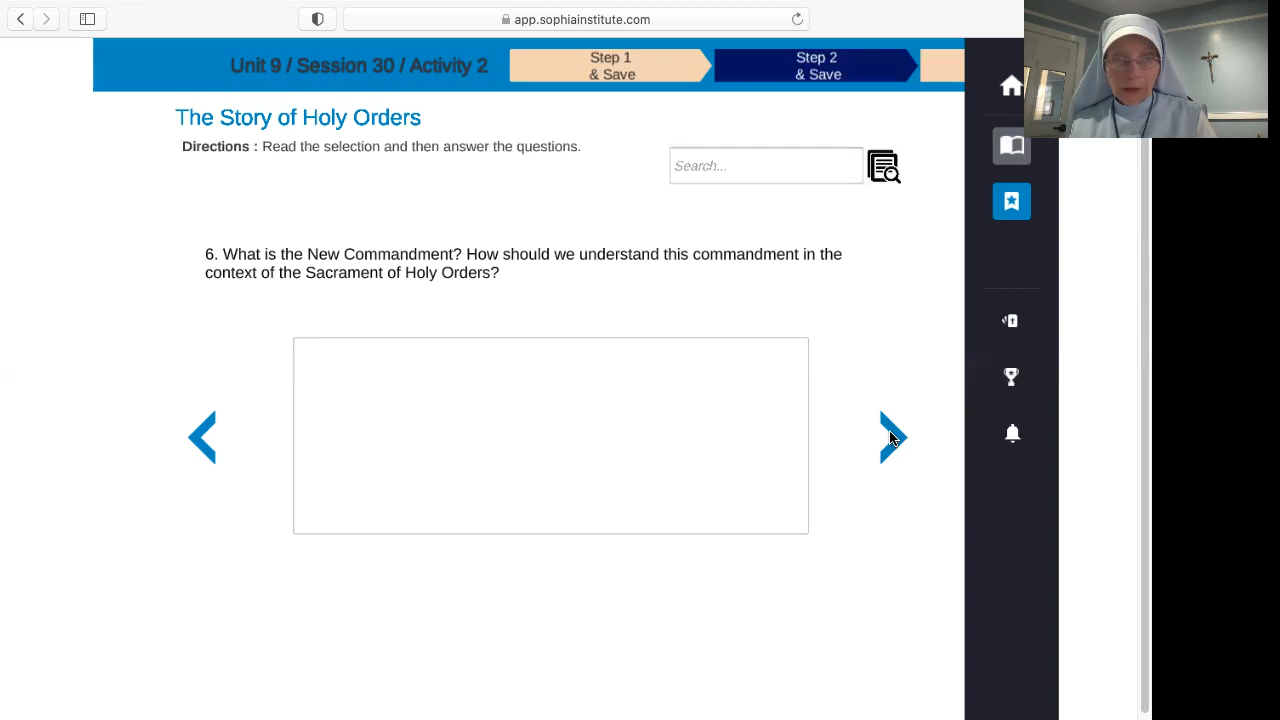 app.sophiainstitute.com
Unit 9 / Session 30 / Activity 2
Step 1
& Save
Step 2
& Save
The Story of Holy Orders
Directions : Read the selection and then answer the questions.
Search...
6. What is the New Commandment? How should we understand this commandment in the
context of the Sacrament of Holy Orders?